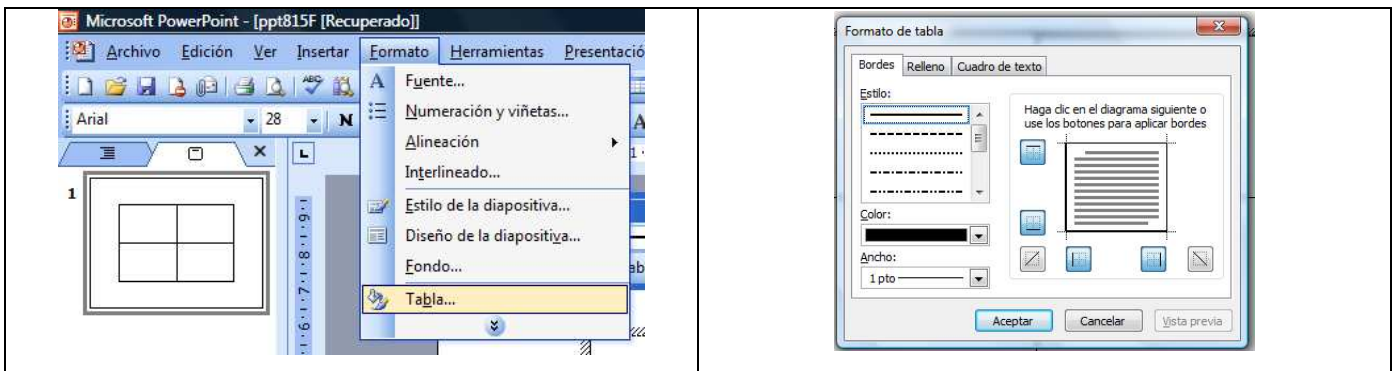 Microsoft PowerPoint - [ppt815F [Recuperado]]
Archivo Edición Ver Insertar Formato Herramientas Presentació
Arial 28 N
1
Fuente...
Numeración y viñetas...
Alineación
Interlineado...
Estilo de la diapositiva...
Diseño de la diapositiva...
Fondo...
Tabla...
Formato de tabla
Bordes Relleno Cuadro de texto
Estilo:
Haga clic en el diagrama siguiente o
use los botones para aplicar bordes
Color:
Ancho:
1 pto
Aceptar Cancelar Vista previa